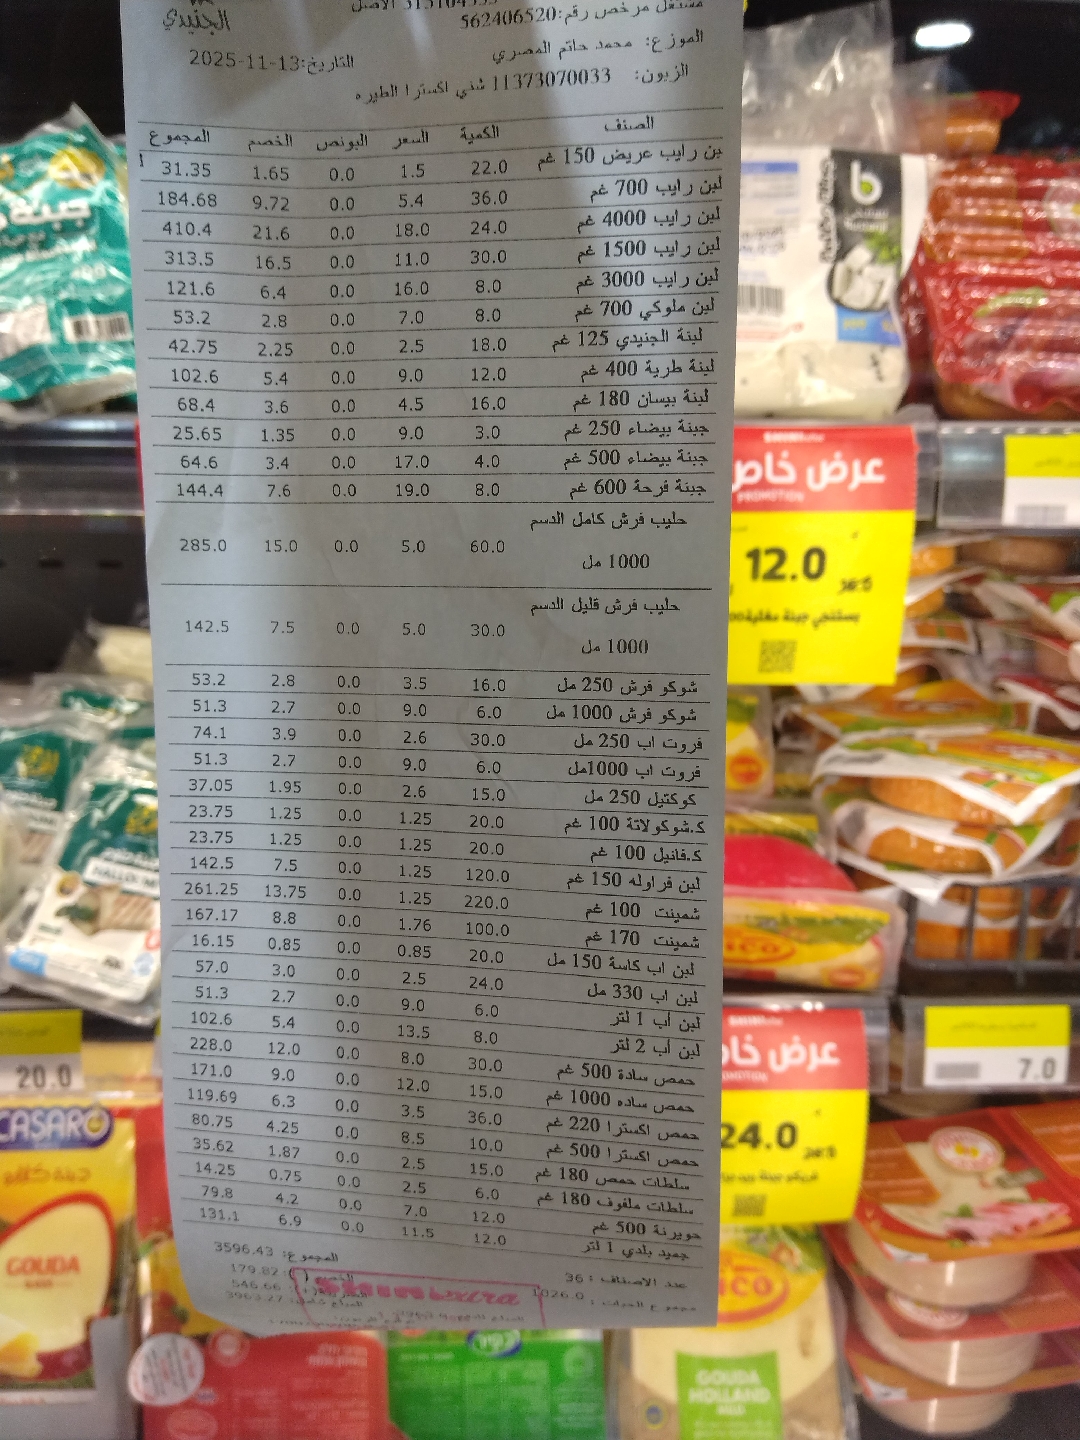 الجنيدي
مشتغل مرخص رقم:562406520
الموزع: محمد حاتم المصري
التاريخ:13-11-2025
الزبون: 11373070033 شني اكسترا الطيره
الصنف الكمية السعر البونص الخصم المجموع
بن رايب عريض 150 غم 22.0 1.5 0.0 1.65 31.35
لبن رايب 700 غم 36.0 5.4 0.0 9.72 184.68
لبن رايب 4000 غم 24.0 18.0 0.0 21.6 410.4
لبن رايب 1500 غم 30.0 11.0 0.0 16.5 313.5
لبن رايب 3000 غم 8.0 16.0 0.0 6.4 121.6
لبن ملوكي 700 غم 8.0 7.0 0.0 2.8 53.2
لبنة الجنيدي 125 غم 18.0 2.5 0.0 2.25 42.75
لبنة طرية 400 غم 12.0 9.0 0.0 5.4 102.6
لبنة بيسان 180 غم 16.0 4.5 0.0 3.6 68.4
جبنة بيضاء 250 غم 3.0 9.0 0.0 1.35 25.65
جبنة بيضاء 500 غم 4.0 17.0 0.0 3.4 64.6
جبنة فرحة 600 غم 8.0 19.0 0.0 7.6 144.4
حليب فرش كامل الدسم
1000 مل 60.0 5.0 0.0 15.0 285.0
حليب فرش قليل الدسم
1000 مل 30.0 5.0 0.0 7.5 142.5
شوكو فرش 250 مل 16.0 3.5 0.0 2.8 53.2
شوكو فرش 1000 مل 6.0 9.0 0.0 2.7 51.3
فروت اب 250 مل 30.0 2.6 0.0 3.9 74.1
فروت اب 1000مل 6.0 9.0 0.0 2.7 51.3
كوكتيل 250 مل 15.0 2.6 0.0 1.95 37.05
ك.شوكولاتة 100 غم 20.0 1.25 0.0 1.25 23.75
ك.فانيل 100 غم 20.0 1.25 0.0 1.25 23.75
لبن فراوله 150 غم 120.0 1.25 0.0 7.5 142.5
شمينت 100 غم 220.0 1.25 0.0 13.75 261.25
شمينت 170 غم 100.0 1.76 0.0 8.8 167.17
لبن اب كاسة 150 مل 20.0 0.85 0.0 0.85 16.15
لبن اب 330 مل 24.0 2.5 0.0 3.0 57.0
لبن أب 1 لتر 6.0 9.0 0.0 2.7 51.3
لبن أب 2 لتر 8.0 13.5 0.0 5.4 102.6
حمص سادة 500 غم 30.0 8.0 0.0 12.0 228.0
حمص ساده 1000 غم 15.0 12.0 0.0 9.0 171.0
حمص اكسترا 220 غم 36.0 3.5 0.0 6.3 119.69
حمص اكسترا 500 غم 10.0 8.5 0.0 4.25 80.75
سلطات حمص 180 غم 15.0 2.5 0.0 1.87 35.62
سلطات ملفوف 180 غم 6.0 2.5 0.0 0.75 14.25
حويرنة 500 غم 12.0 7.0 0.0 4.2 79.8
جميد بلدي 1 لتر 12.0 11.5 0.0 6.9 131.1
عدد الاصناف : 36
المجموع: 3596.43
179.82
1026.0
546.66
3963.27
عرض خاص
PROMOTION
12.0
عرض خاص
24.0
7.0
20.0
CASARO
GOUDA
GOUDA
HOLLAND